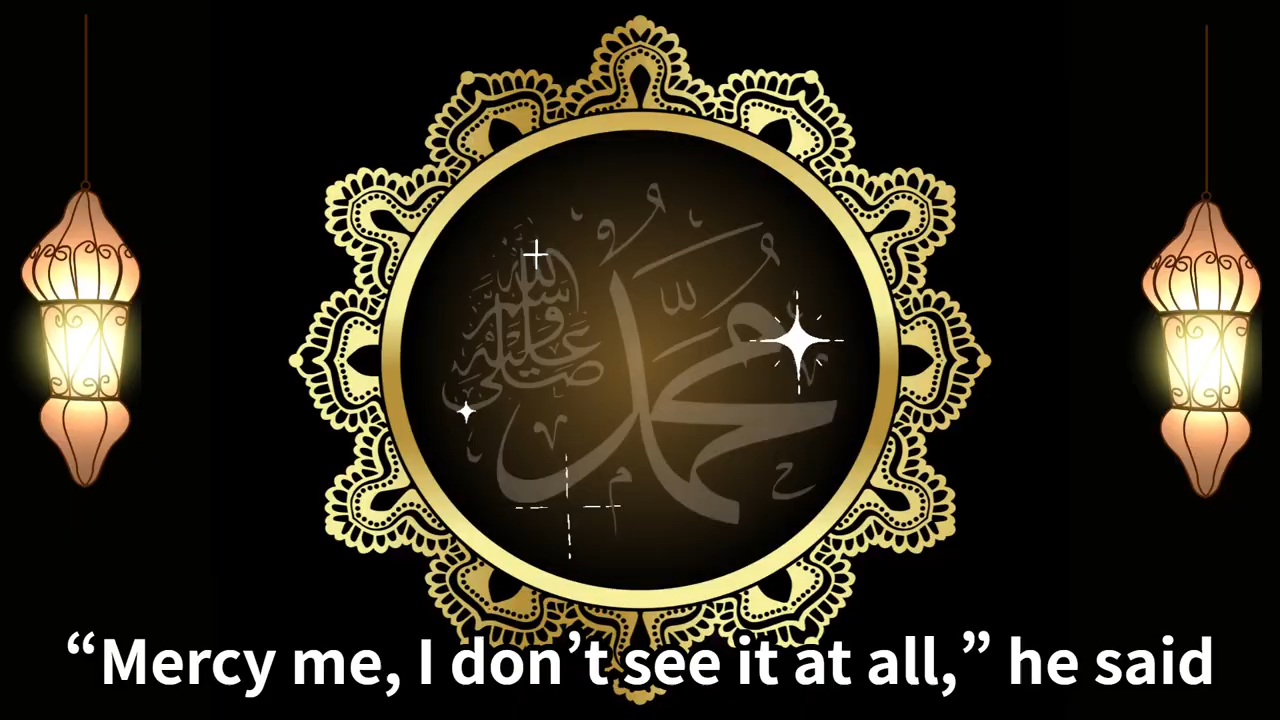 محمد
صلى الله عليه وسلم
“Mercy me, I don’t see it at all,” he said